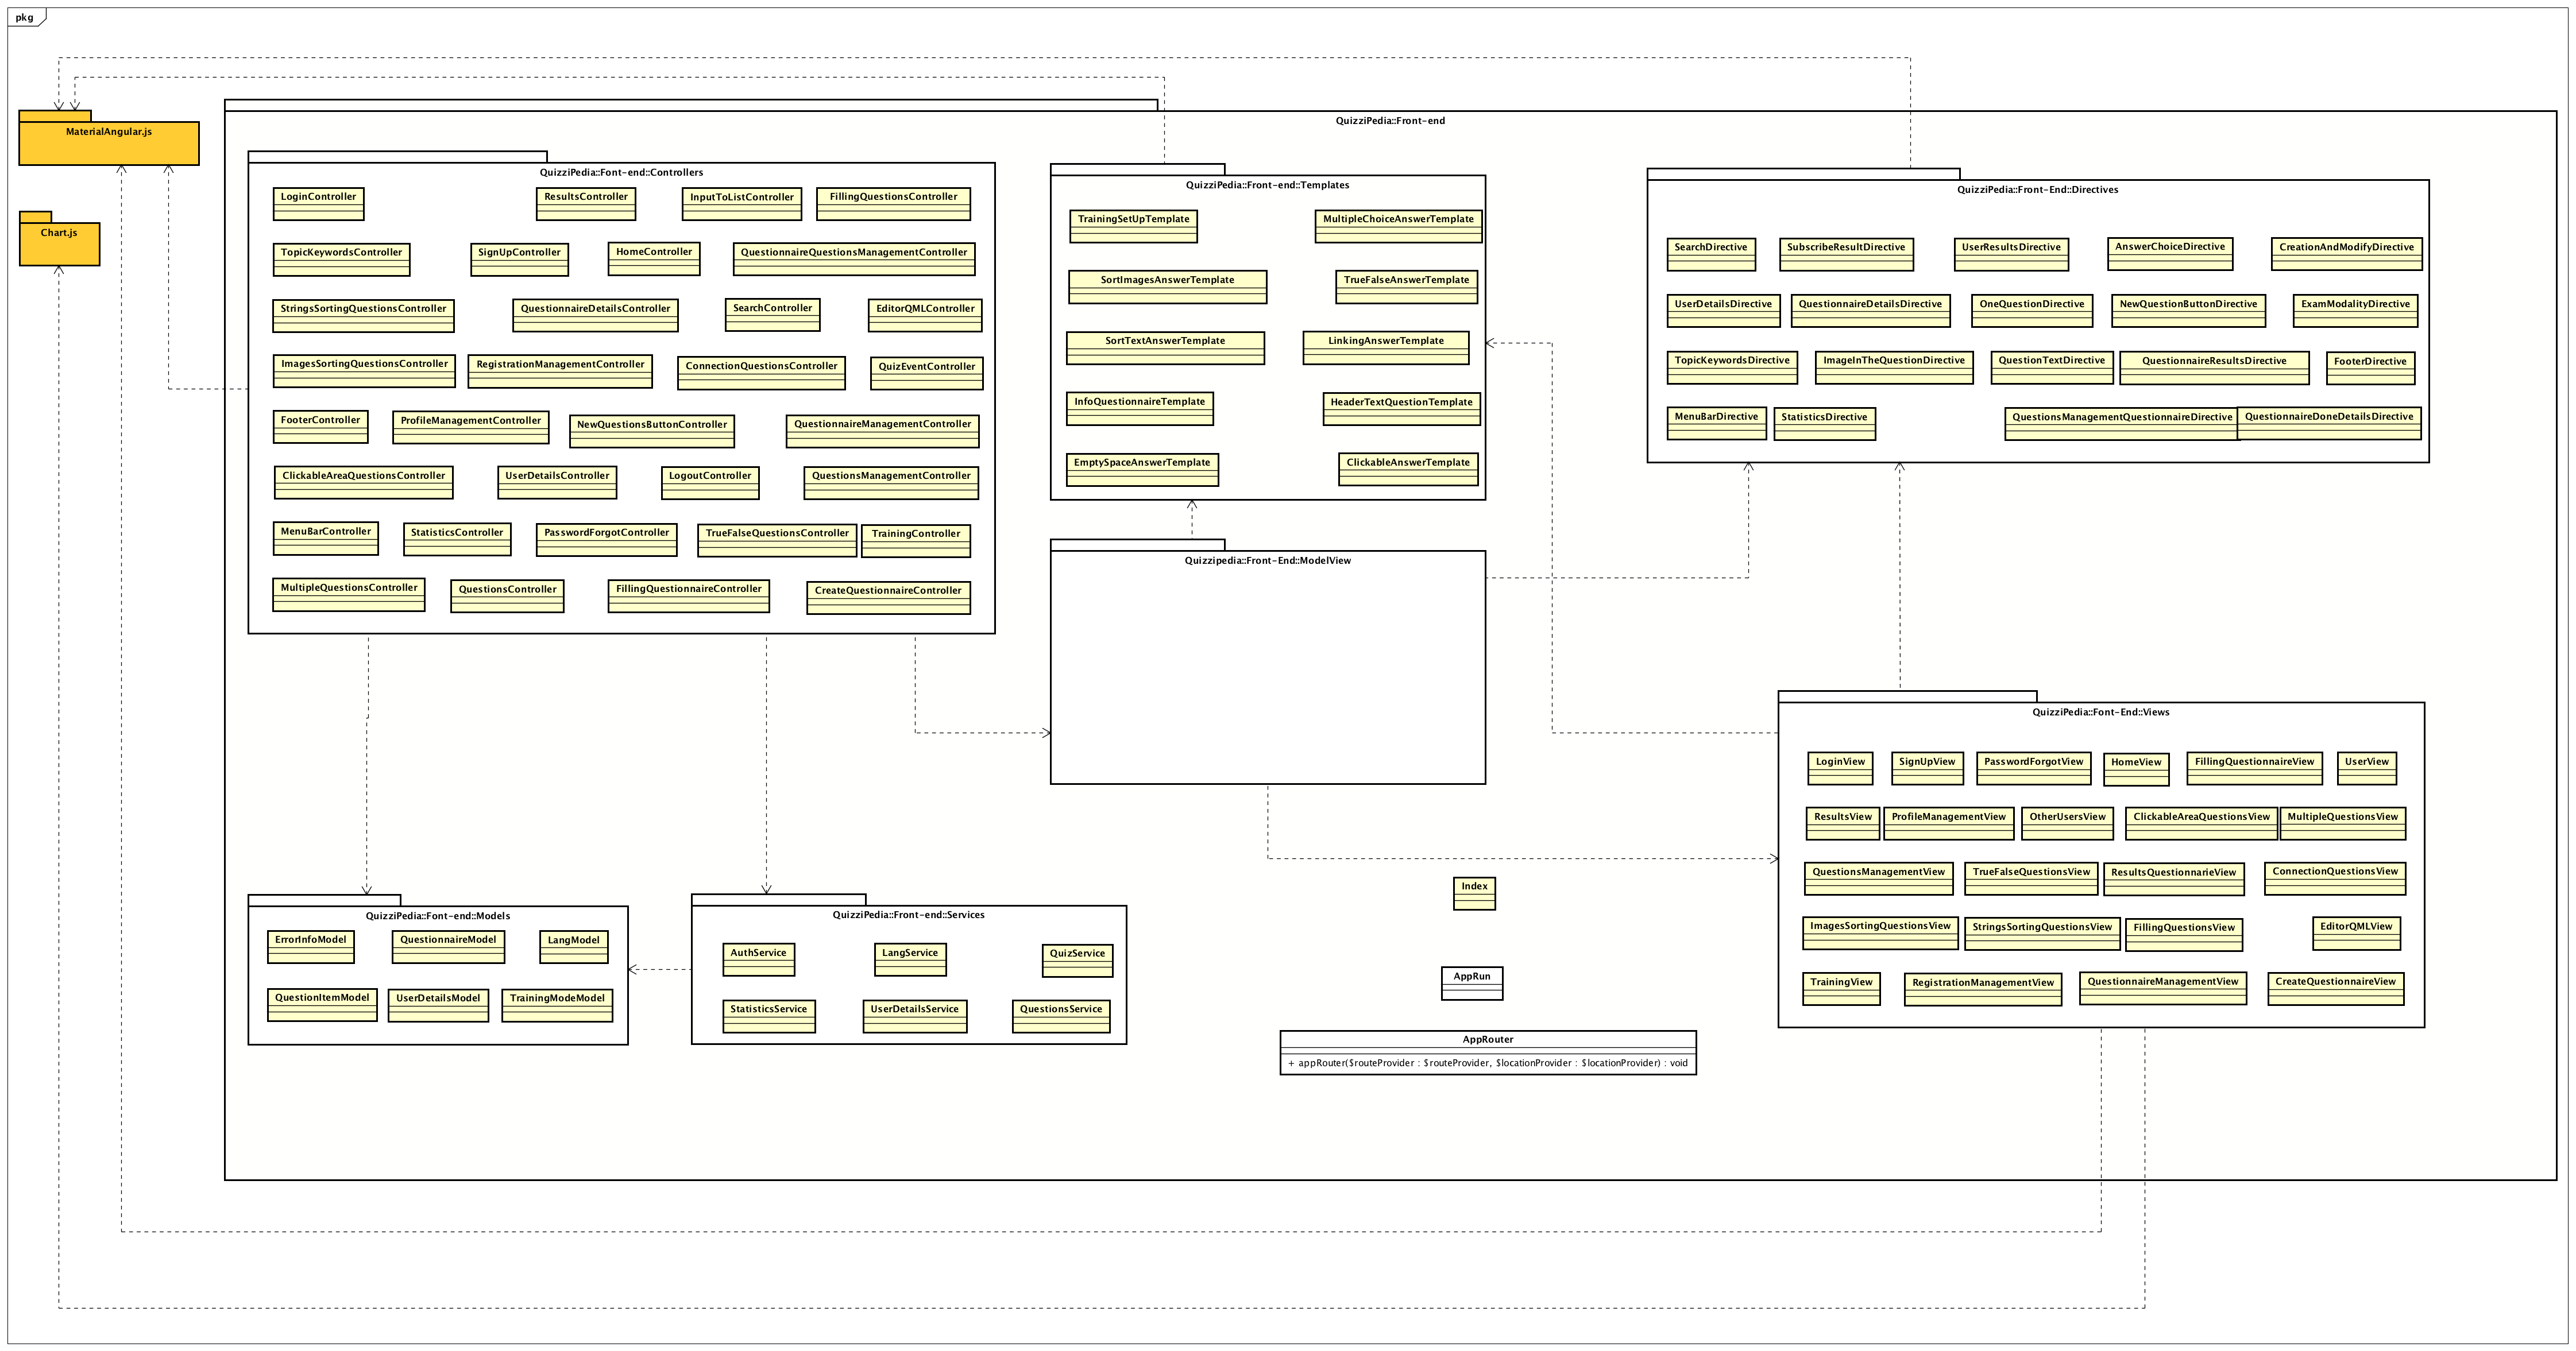 pkg
MaterialAngular.js
Chart.js
QuizziPedia::Front-end
QuizziPedia::Font-end::Controllers
LoginController
ResultsController
InputToListController
FillingQuestionsController
TopicKeywordsController
SignUpController
HomeController
QuestionnaireQuestionsManagementController
StringsSortingQuestionsController
QuestionnaireDetailsController
SearchController
EditorQMLController
ImagesSortingQuestionsController
RegistrationManagementController
ConnectionQuestionsController
QuizEventController
FooterController
ProfileManagementController
NewQuestionsButtonController
QuestionnaireManagementController
ClickableAreaQuestionsController
UserDetailsController
LogoutController
QuestionsManagementController
MenuBarController
StatisticsController
PasswordForgotController
TrueFalseQuestionsController
TrainingController
MultipleQuestionsController
QuestionsController
FillingQuestionnaireController
CreateQuestionnaireController
QuizziPedia::Front-end::Templates
TrainingSetUpTemplate
MultipleChoiceAnswerTemplate
SortImagesAnswerTemplate
TrueFalseAnswerTemplate
SortTextAnswerTemplate
LinkingAnswerTemplate
InfoQuestionnaireTemplate
HeaderTextQuestionTemplate
EmptySpaceAnswerTemplate
ClickableAnswerTemplate
QuizziPedia::Front-End::Directives
SearchDirective
SubscribeResultDirective
UserResultsDirective
AnswerChoiceDirective
CreationAndModifyDirective
UserDetailsDirective
QuestionnaireDetailsDirective
OneQuestionDirective
NewQuestionButtonDirective
ExamModalityDirective
TopicKeywordsDirective
ImageInTheQuestionDirective
QuestionTextDirective
QuestionnaireResultsDirective
FooterDirective
MenuBarDirective
StatisticsDirective
QuestionsManagementQuestionnaireDirective
QuestionnaireDoneDetailsDirective
Quizzipedia::Front-End::ModelView
QuizziPedia::Font-End::Views
LoginView
SignUpView
PasswordForgotView
HomeView
FillingQuestionnaireView
UserView
ResultsView
ProfileManagementView
OtherUsersView
ClickableAreaQuestionsView
MultipleQuestionsView
QuestionsManagementView
TrueFalseQuestionsView
ResultsQuestionnarieView
ConnectionQuestionsView
ImagesSortingQuestionsView
StringsSortingQuestionsView
FillingQuestionsView
EditorQMLView
TrainingView
RegistrationManagementView
QuestionnaireManagementView
CreateQuestionnaireView
QuizziPedia::Font-end::Models
ErrorInfoModel
QuestionnaireModel
LangModel
QuestionItemModel
UserDetailsModel
TrainingModeModel
QuizziPedia::Front-end::Services
AuthService
LangService
QuizService
StatisticsService
UserDetailsService
QuestionsService
Index
AppRun
AppRouter
+ appRouter($routeProvider : $routeProvider, $locationProvider : $locationProvider) : void